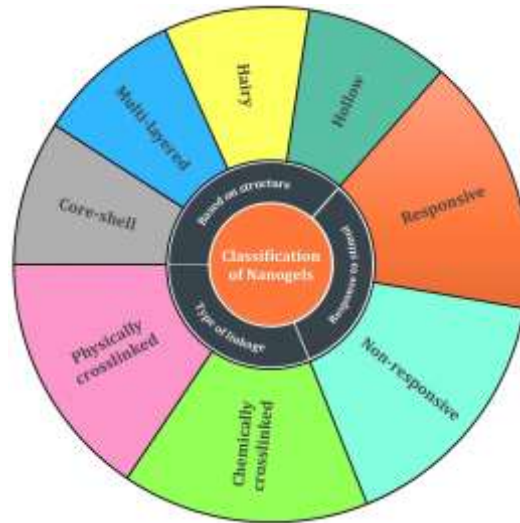 Classification
of Nanogels
Based on structure
Response to stimuli
Type of linkage
Core-shell
Multi-layered
Hairy
Hollow
Responsive
Non-responsive
Chemically
crosslinked
Physically
crosslinked